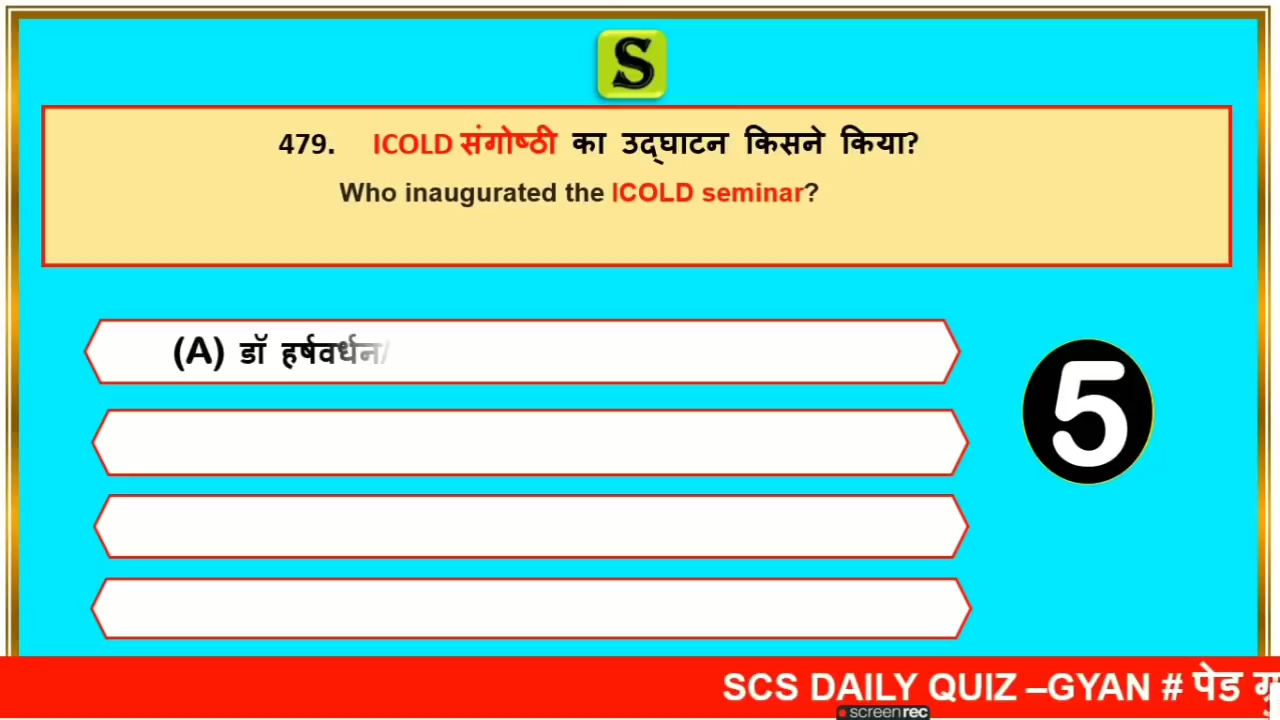 S
479. ICOLD संगोष्ठी का उद्घाटन किसने किया?
Who inaugurated the ICOLD seminar?
(A) डॉ हर्षवर्धन/
5
SCS DAILY QUIZ –GYAN # पेड
screenrec